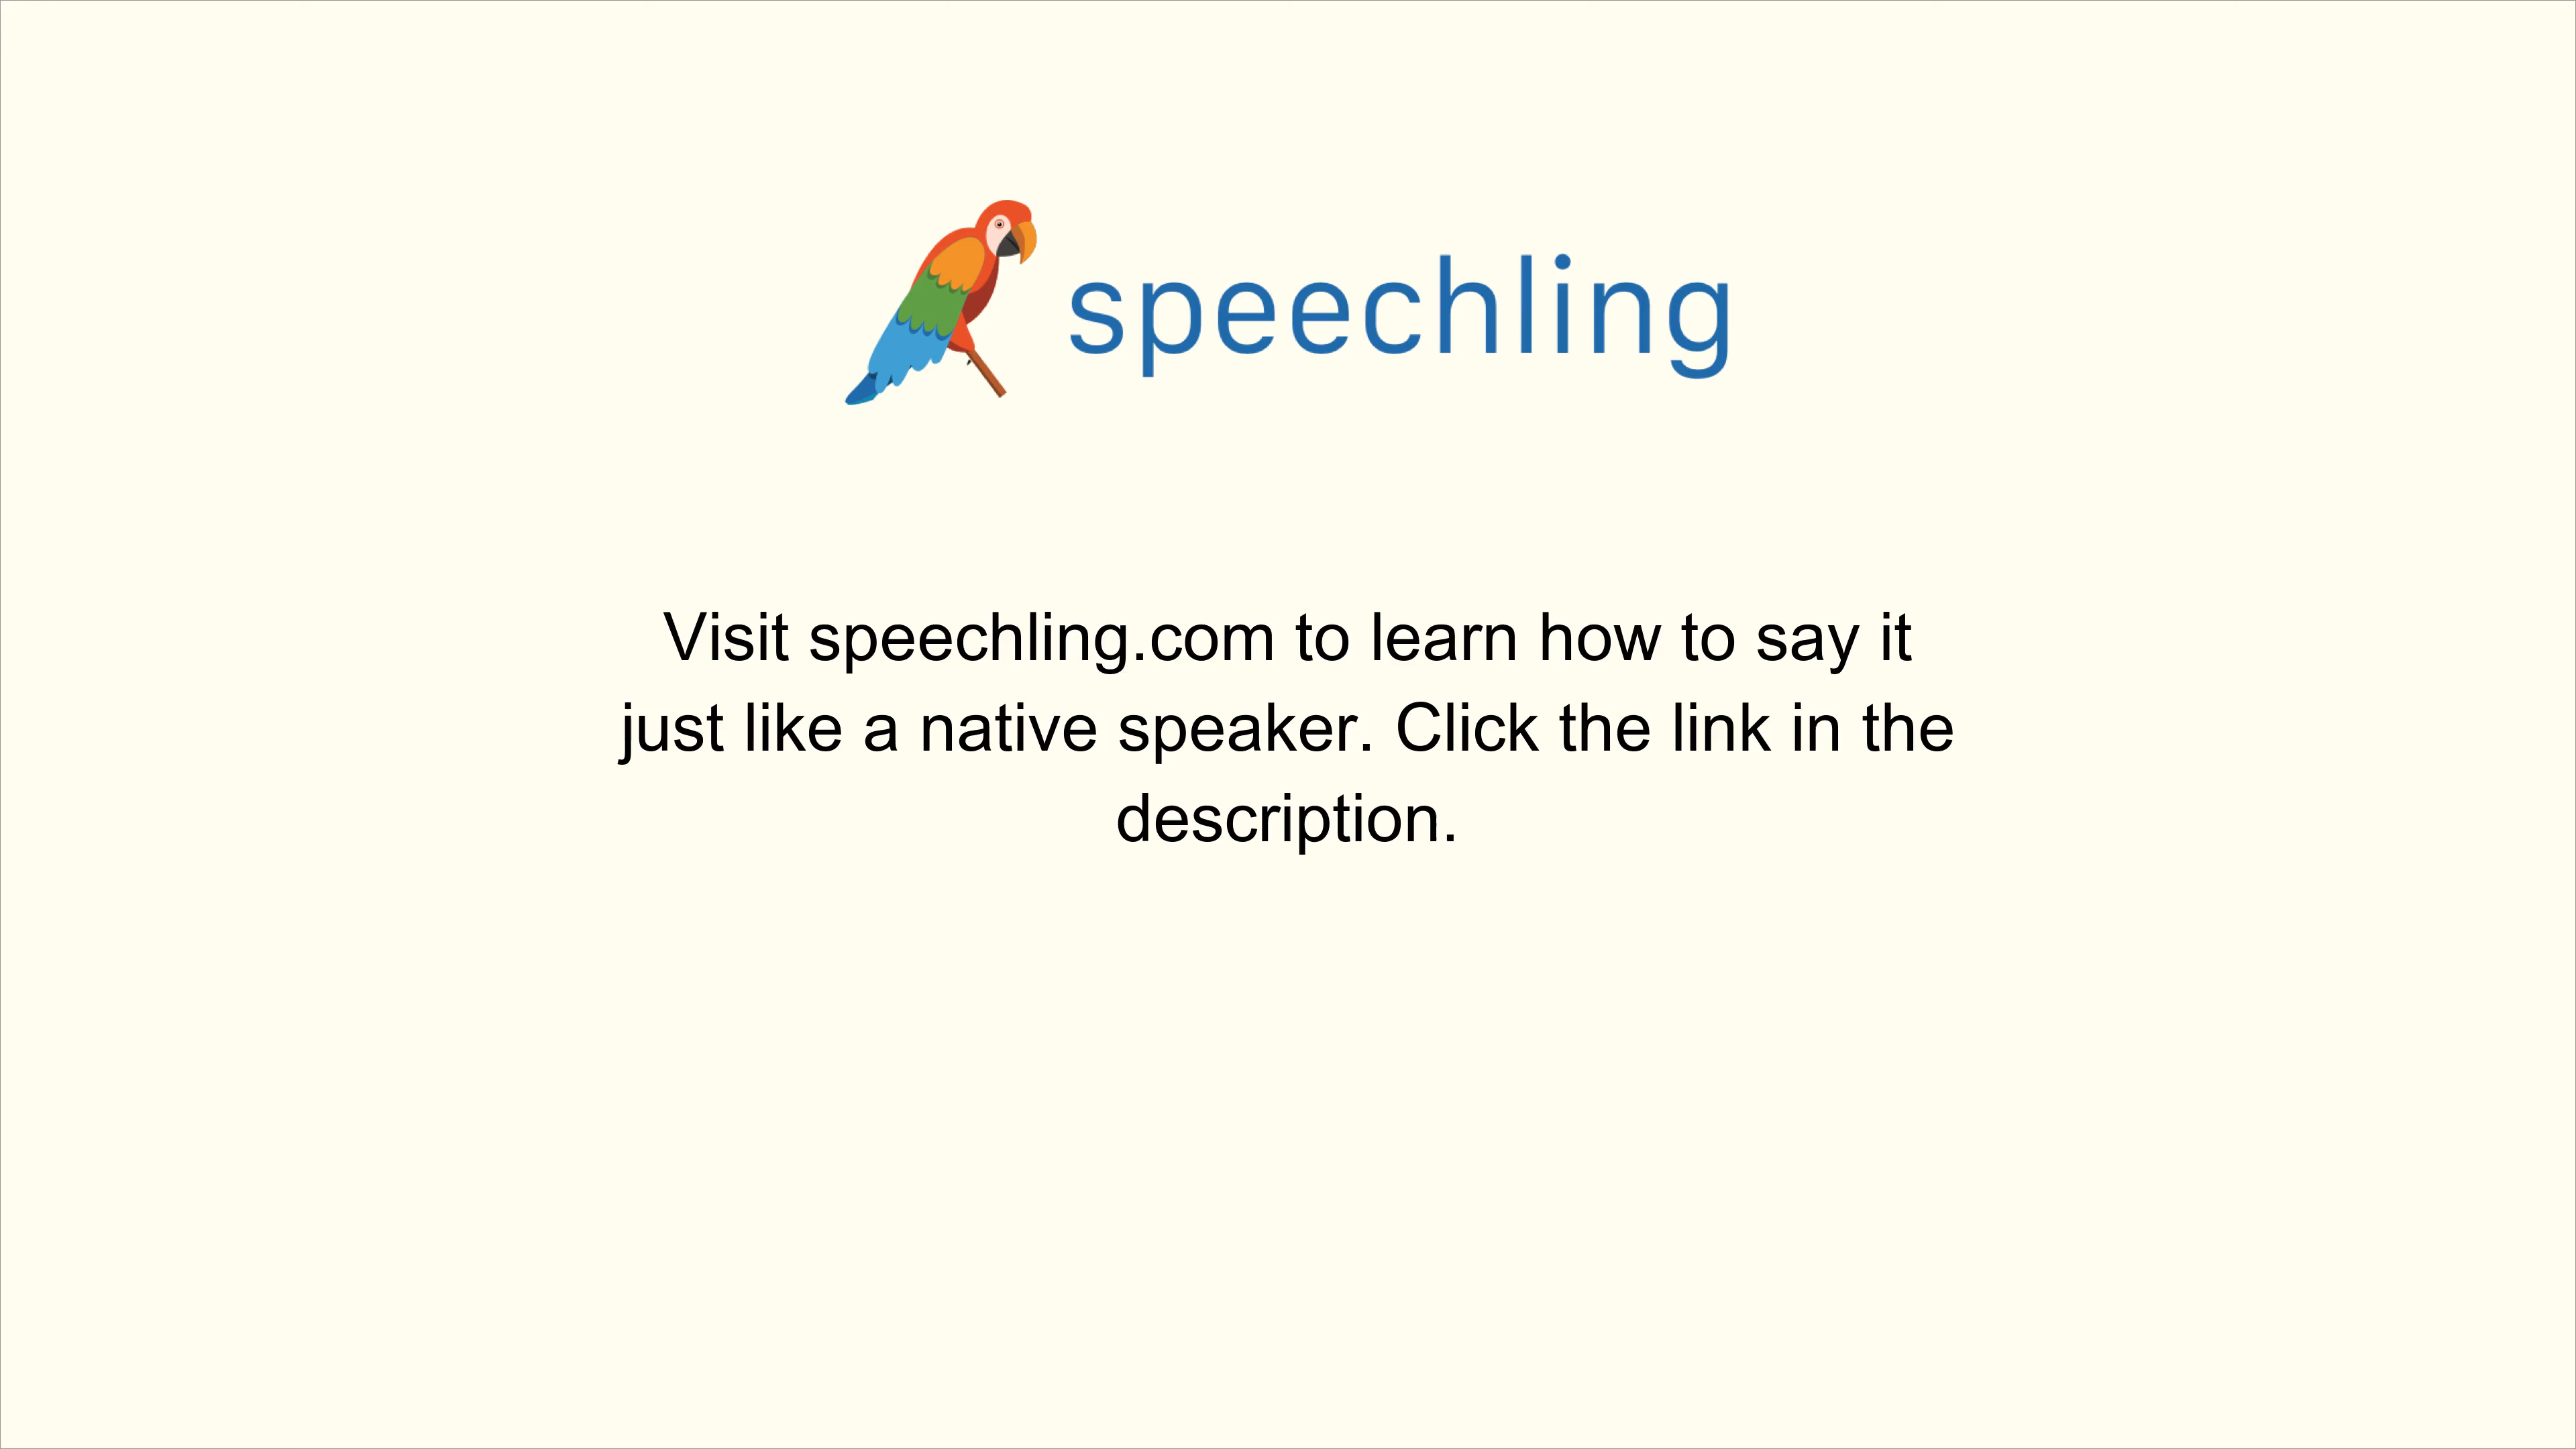 speechling
Visit speechling.com to learn how to say it
just like a native speaker. Click the link in the
description.